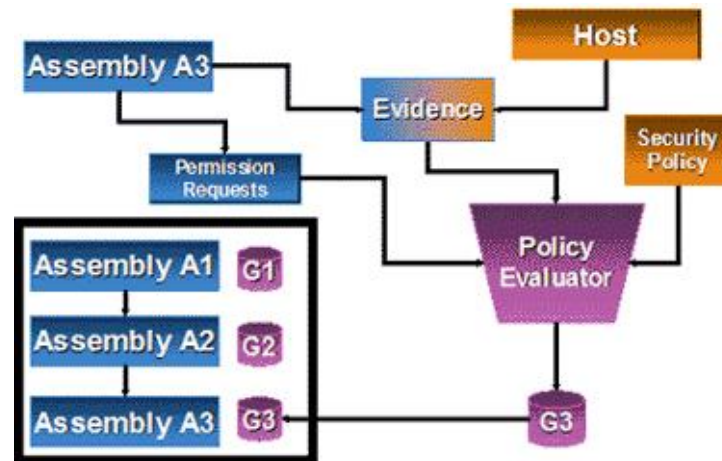 Host
Assembly A3
Evidence
Security
Policy
Permission
Requests
Policy
Evaluator
Assembly A1
G1
Assembly A2
G2
Assembly A3
G3
G3